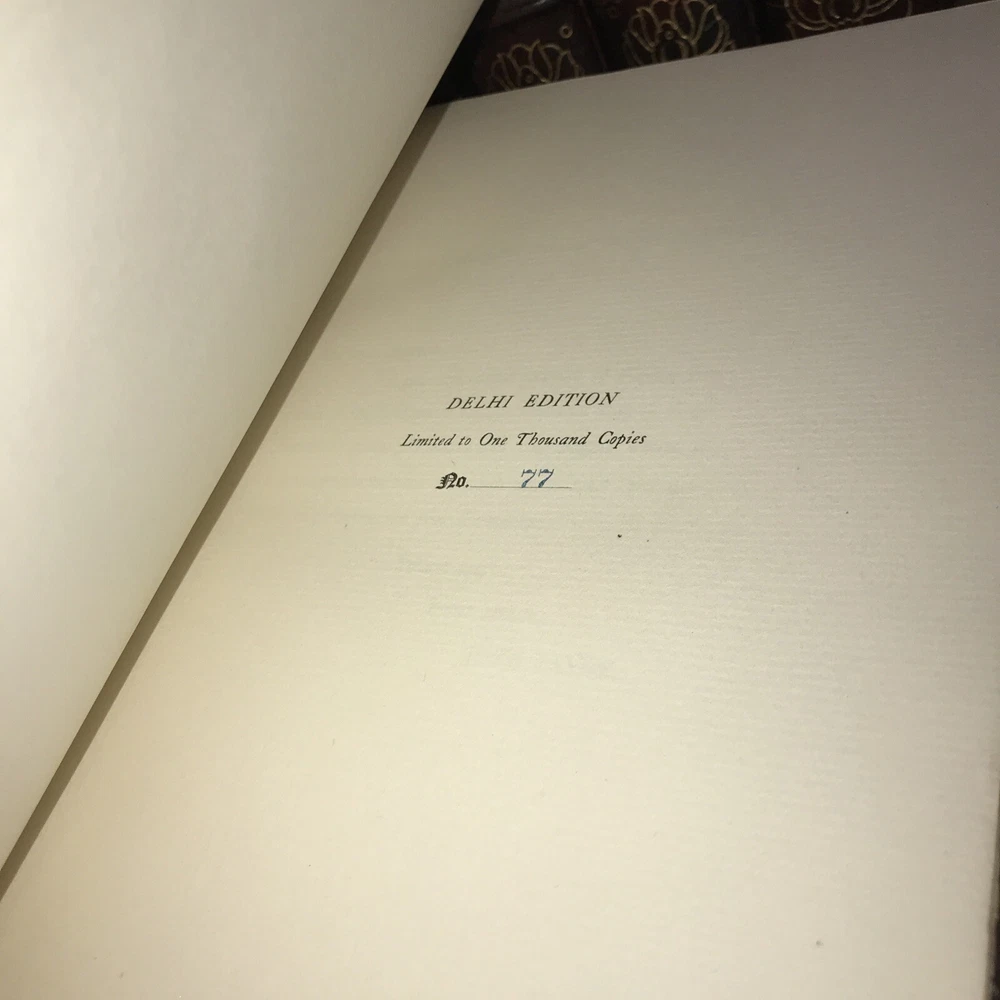 DELHI EDITION
Limited to One Thousand Copies
No. 77